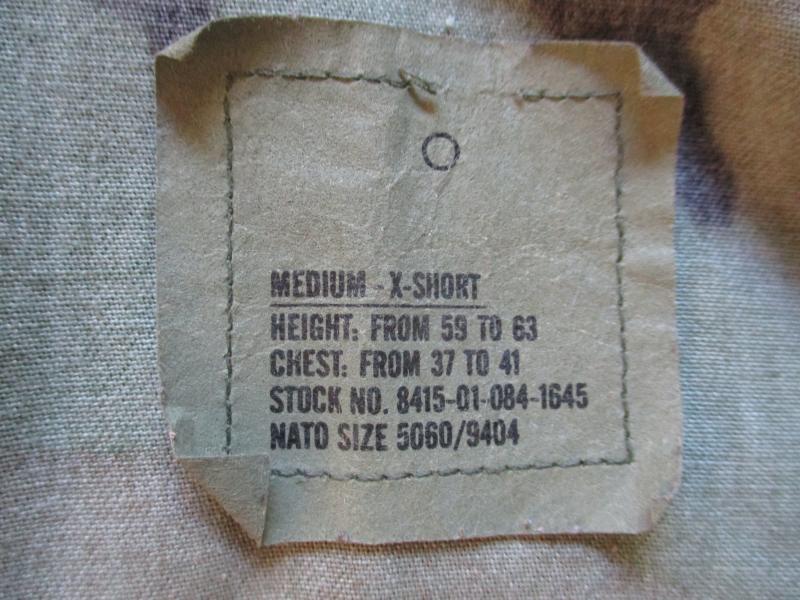 O
MEDIUM - X-SHORT
HEIGHT: FROM 59 TO 63
CHEST: FROM 37 TO 41
STOCK NO. 8415-01-084-1645
NATO SIZE 5060/9404